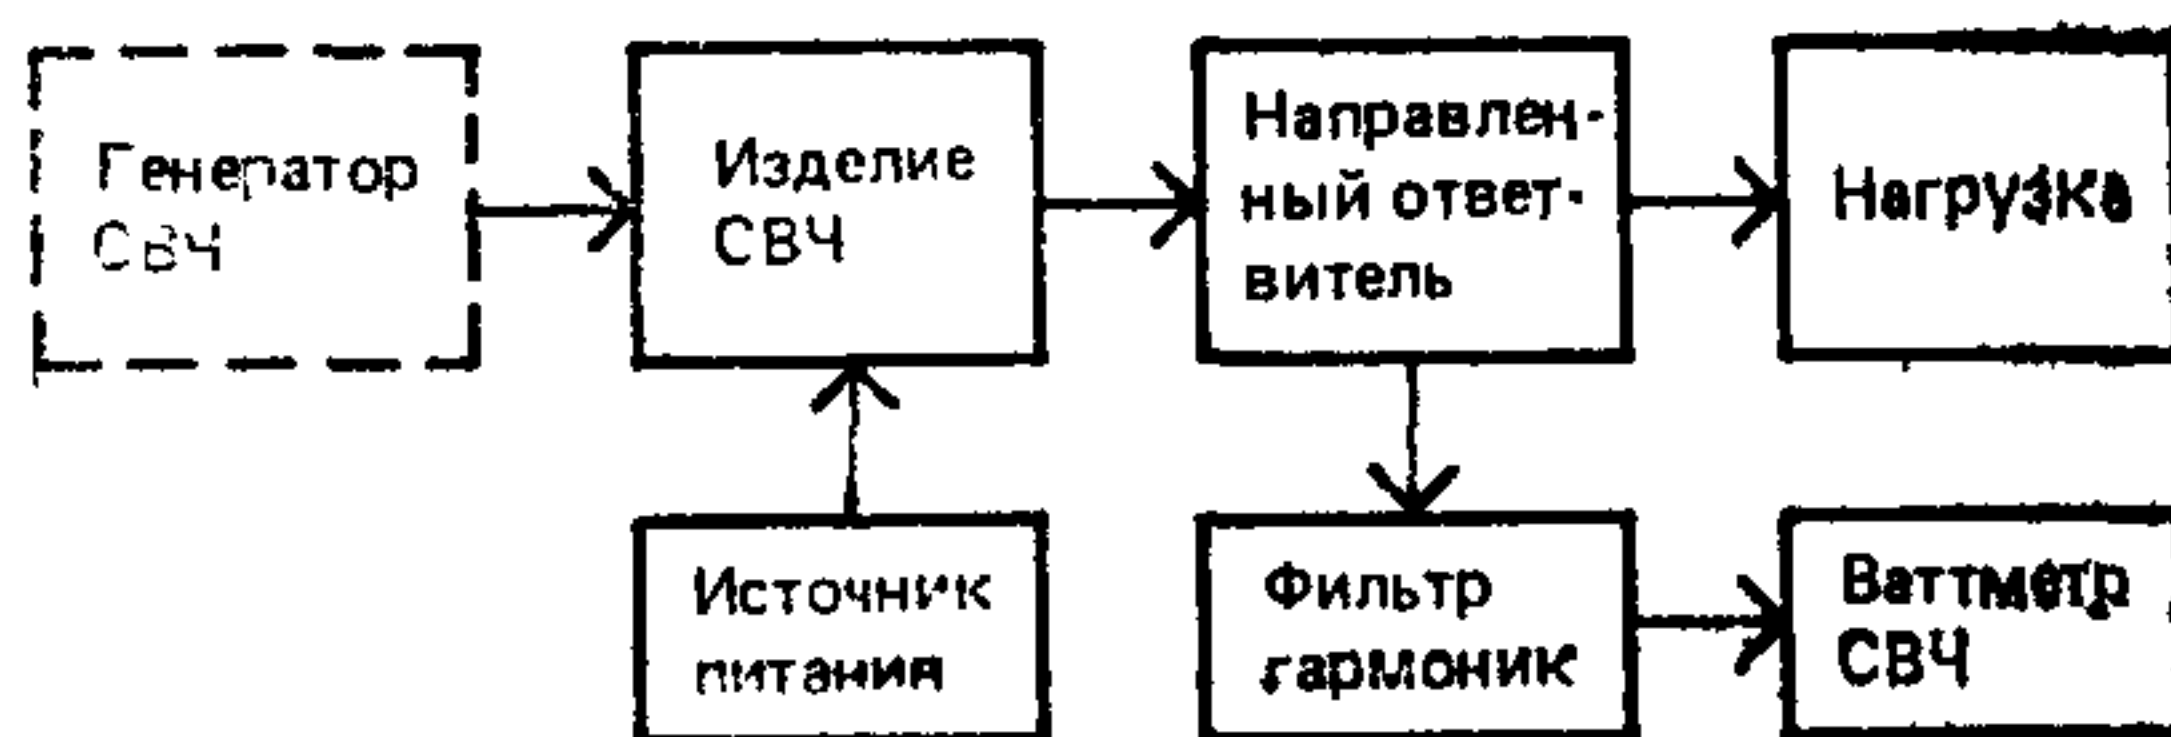 Генератор
СВЧ
Изделие
СВЧ
Направлен-
ный ответ-
витель
Нагрузка
Источник
питания
Фильтр
гармоник
Ваттметр
СВЧ